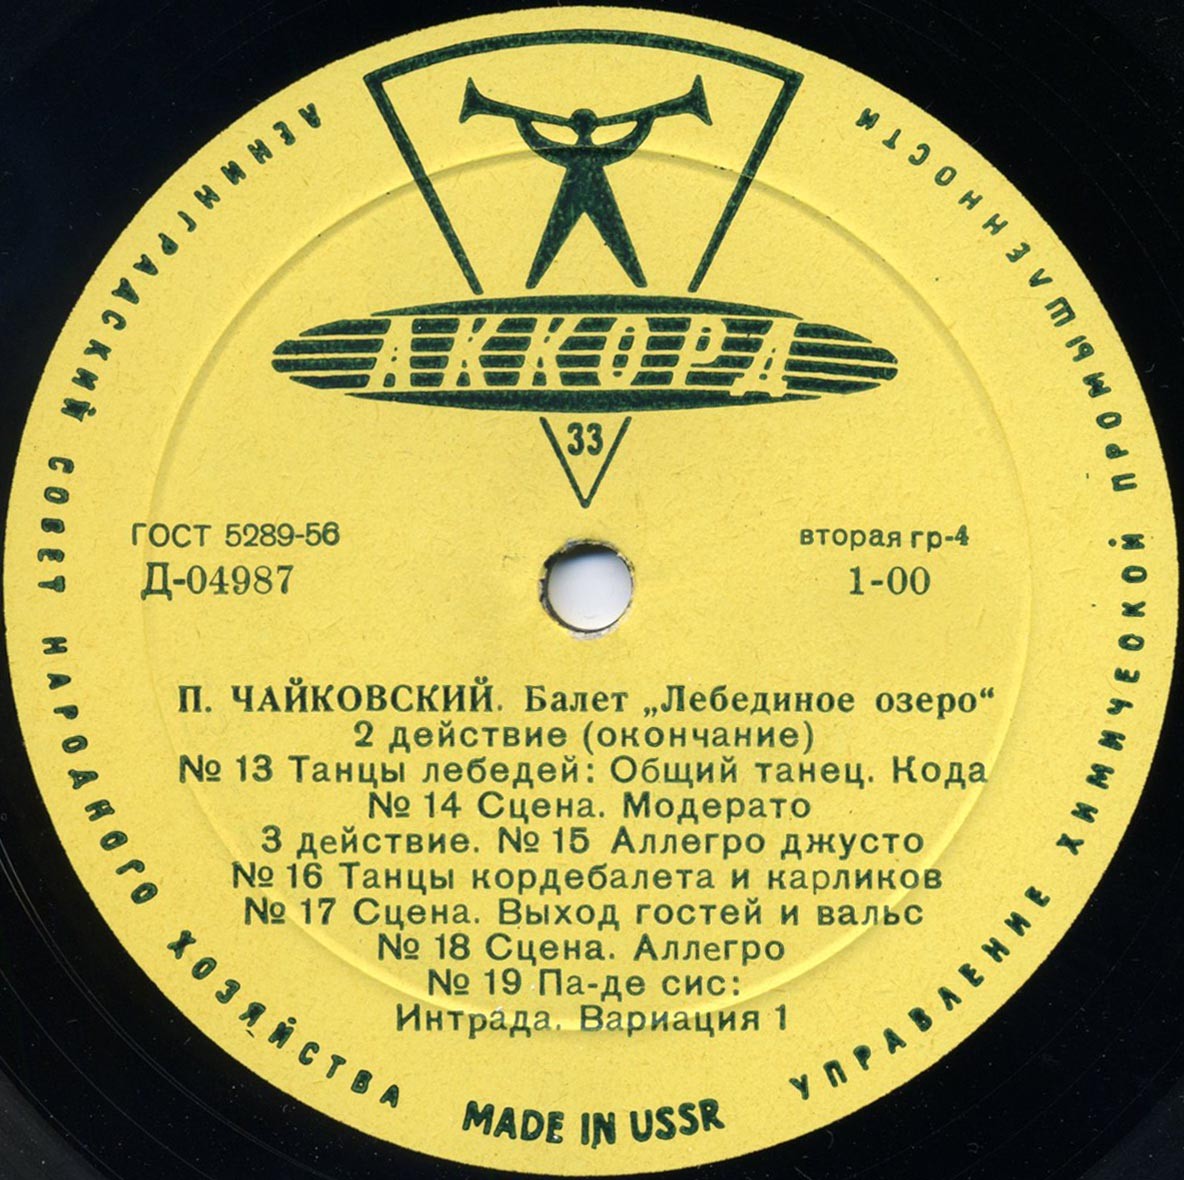 ЛЕНИНГРАДСКИЙ СОВЕТ НАРОДНОГО ХОЗЯЙСТВА
УПРАВЛЕНИЕ ХИМИЧЕСКОЙ ПРОМЫШЛЕННОСТИ
АККОРД
33
ГОСТ 5289-56
Д-04987
вторая гр-4
1-00
П. ЧАЙКОВСКИЙ. Балет „Лебединое озеро“
2 действие (окончание)
№ 13 Танцы лебедей: Общий танец. Кода
№ 14 Сцена. Модерато
3 действие. № 15 Аллегро джусто
№ 16 Танцы кордебалета и карликов
№ 17 Сцена. Выход гостей и вальс
№ 18 Сцена. Аллегро
№ 19 Па-де сис:
Интрада. Вариация 1
MADE IN USSR